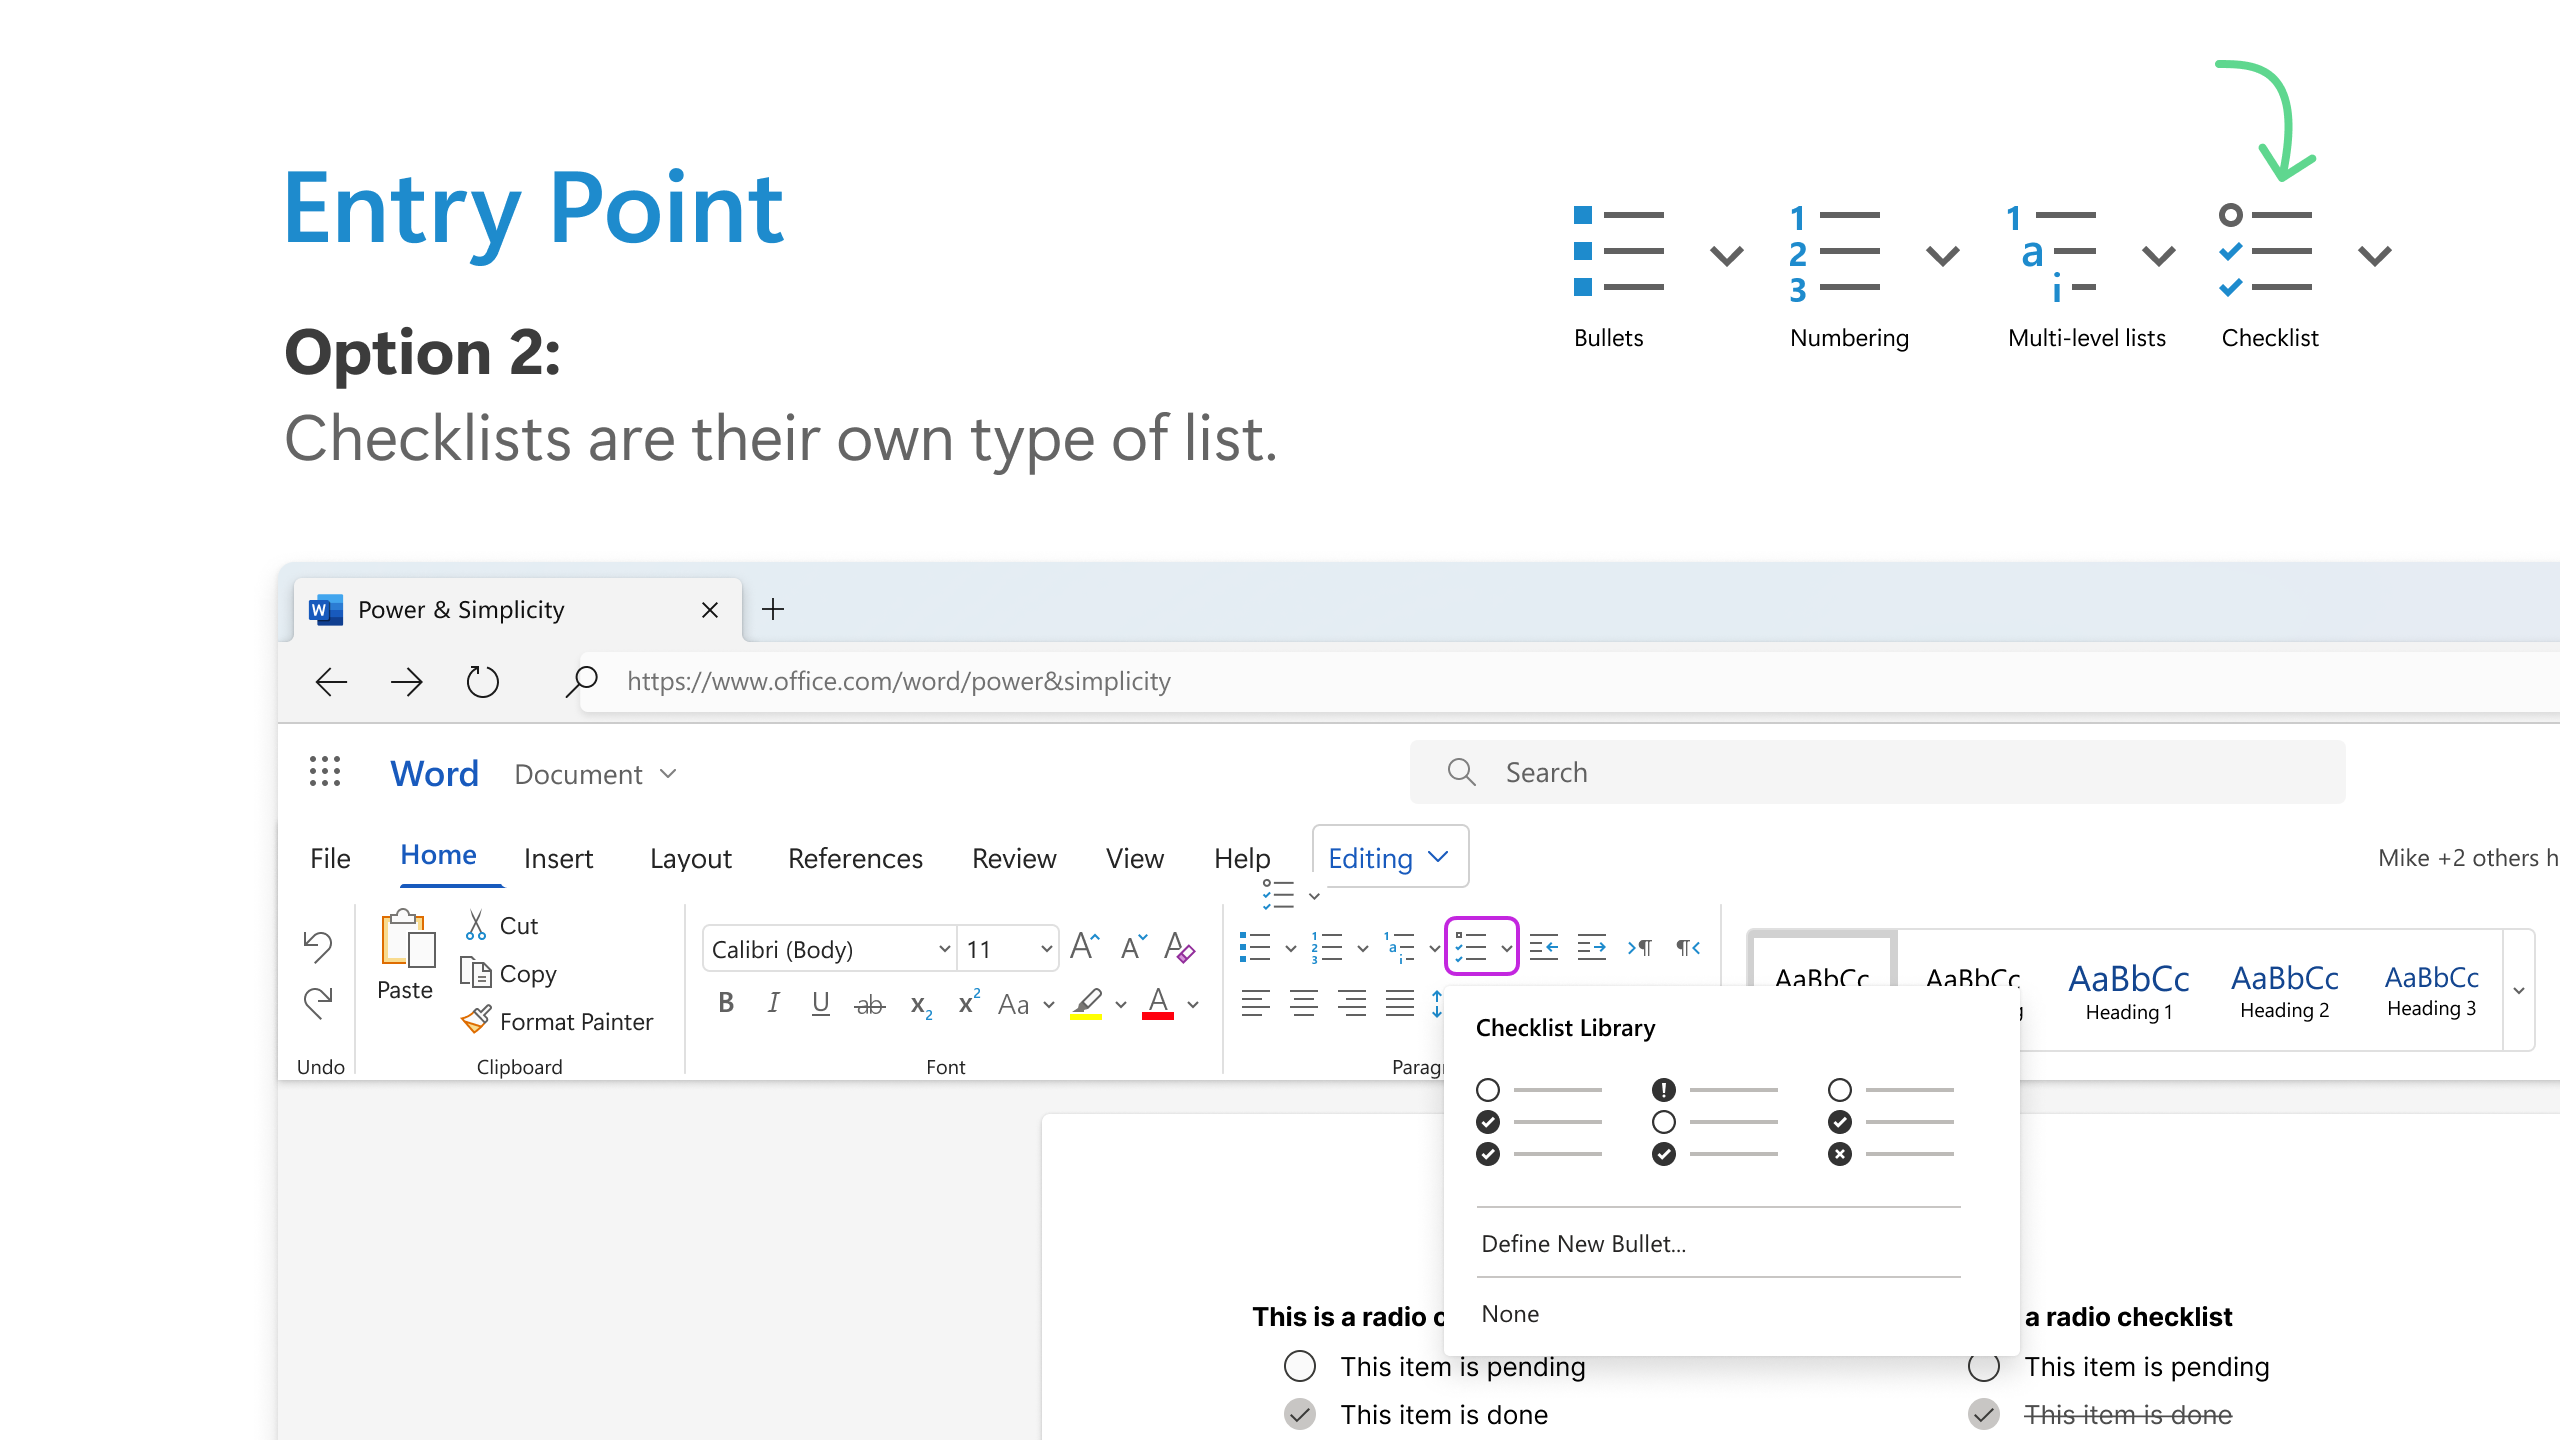 Entry Point
Option 2:
Checklists are their own type of list.
Bullets
1
2
3
Numbering
1
a
i
Multi-level lists
Checklist
Power & Simplicity
https://www.office.com/word/power&simplicity
Word Document
Search
File Home Insert Layout References Review View Help Editing
Mike +2 others h
Undo
Paste
Cut
Copy
Format Painter
Clipboard
Calibri (Body) 11
B I U ab x2 x2 Aa A
Font
Parag
AaBbCc AaBbCc AaBbCc AaBbCc AaBbCc
Heading 1 Heading 2 Heading 3
Checklist Library
Define New Bullet...
None
This is a radio
This item is pending
This item is done
a radio checklist
This item is pending
This item is done